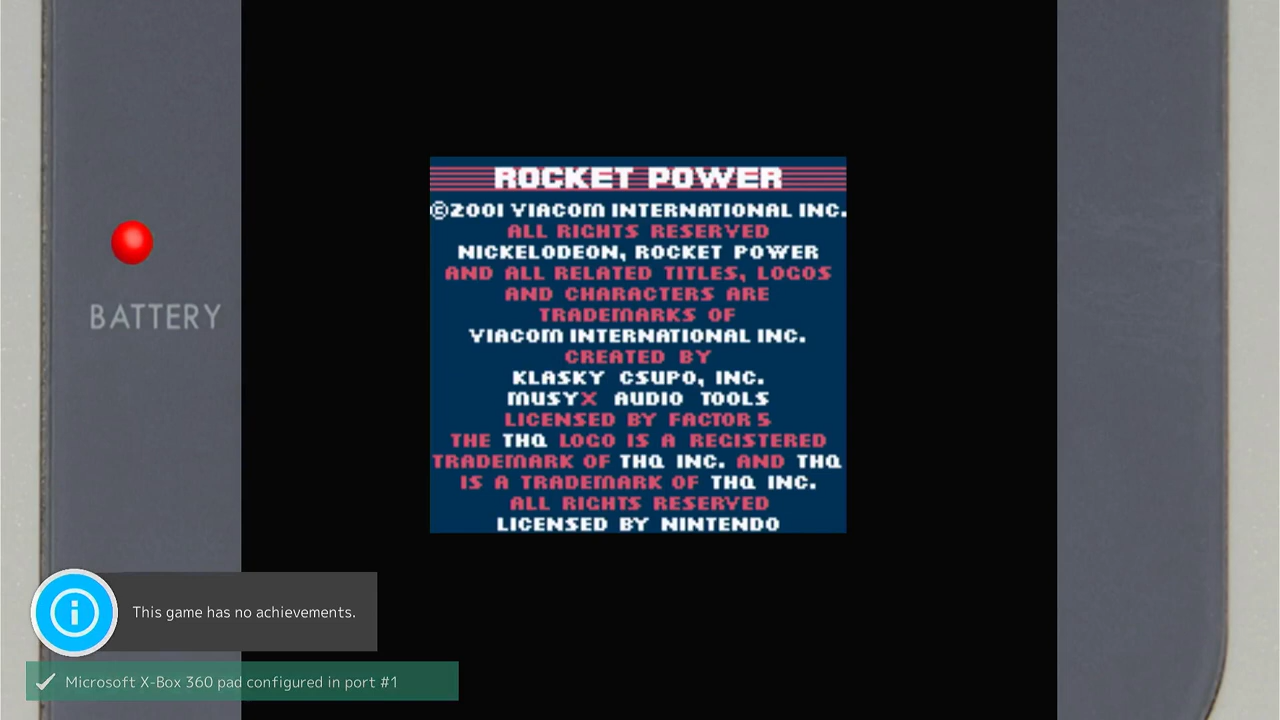 ROCKET POWER
©2001 VIACOM INTERNATIONAL INC.
ALL RIGHTS RESERVED
NICKELODEON, ROCKET POWER
AND ALL RELATED TITLES, LOGOS
AND CHARACTERS ARE
TRADEMARKS OF
VIACOM INTERNATIONAL INC.
CREATED BY
KLASKY CSUPO, INC.
MUSYX AUDIO TOOLS
LICENSED BY FACTOR 5
THE THQ LOGO IS A REGISTERED
TRADEMARK OF THQ INC. AND THQ
IS A TRADEMARK OF THQ INC.
ALL RIGHTS RESERVED
LICENSED BY NINTENDO
BATTERY
This game has no achievements.
Microsoft X-Box 360 pad configured in port #1